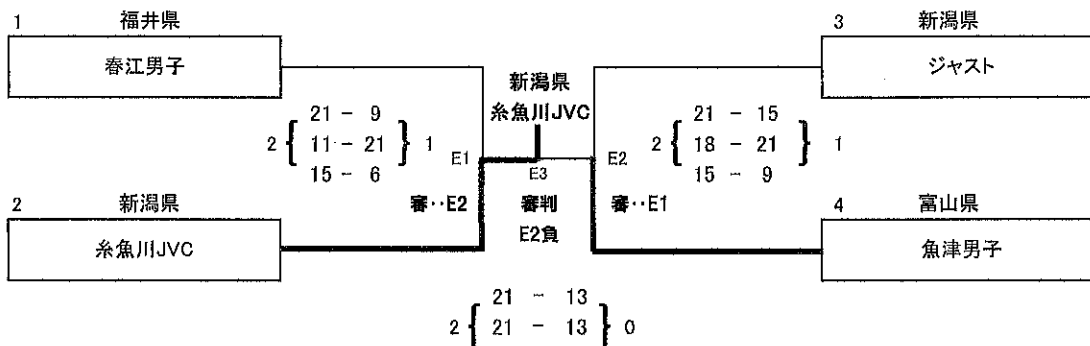 1 福井県
春江男子
3 新潟県
ジャスト
新潟県
糸魚川JVC
2 { 21 - 9 } 1
11 - 21
15 - 6
E1
E3
E2
2 { 21 - 15 } 1
18 - 21
15 - 9
審‥E2
審判
E2負
審‥E1
2 新潟県
糸魚川JVC
4 富山県
魚津男子
2 { 21 - 13 } 0
21 - 13